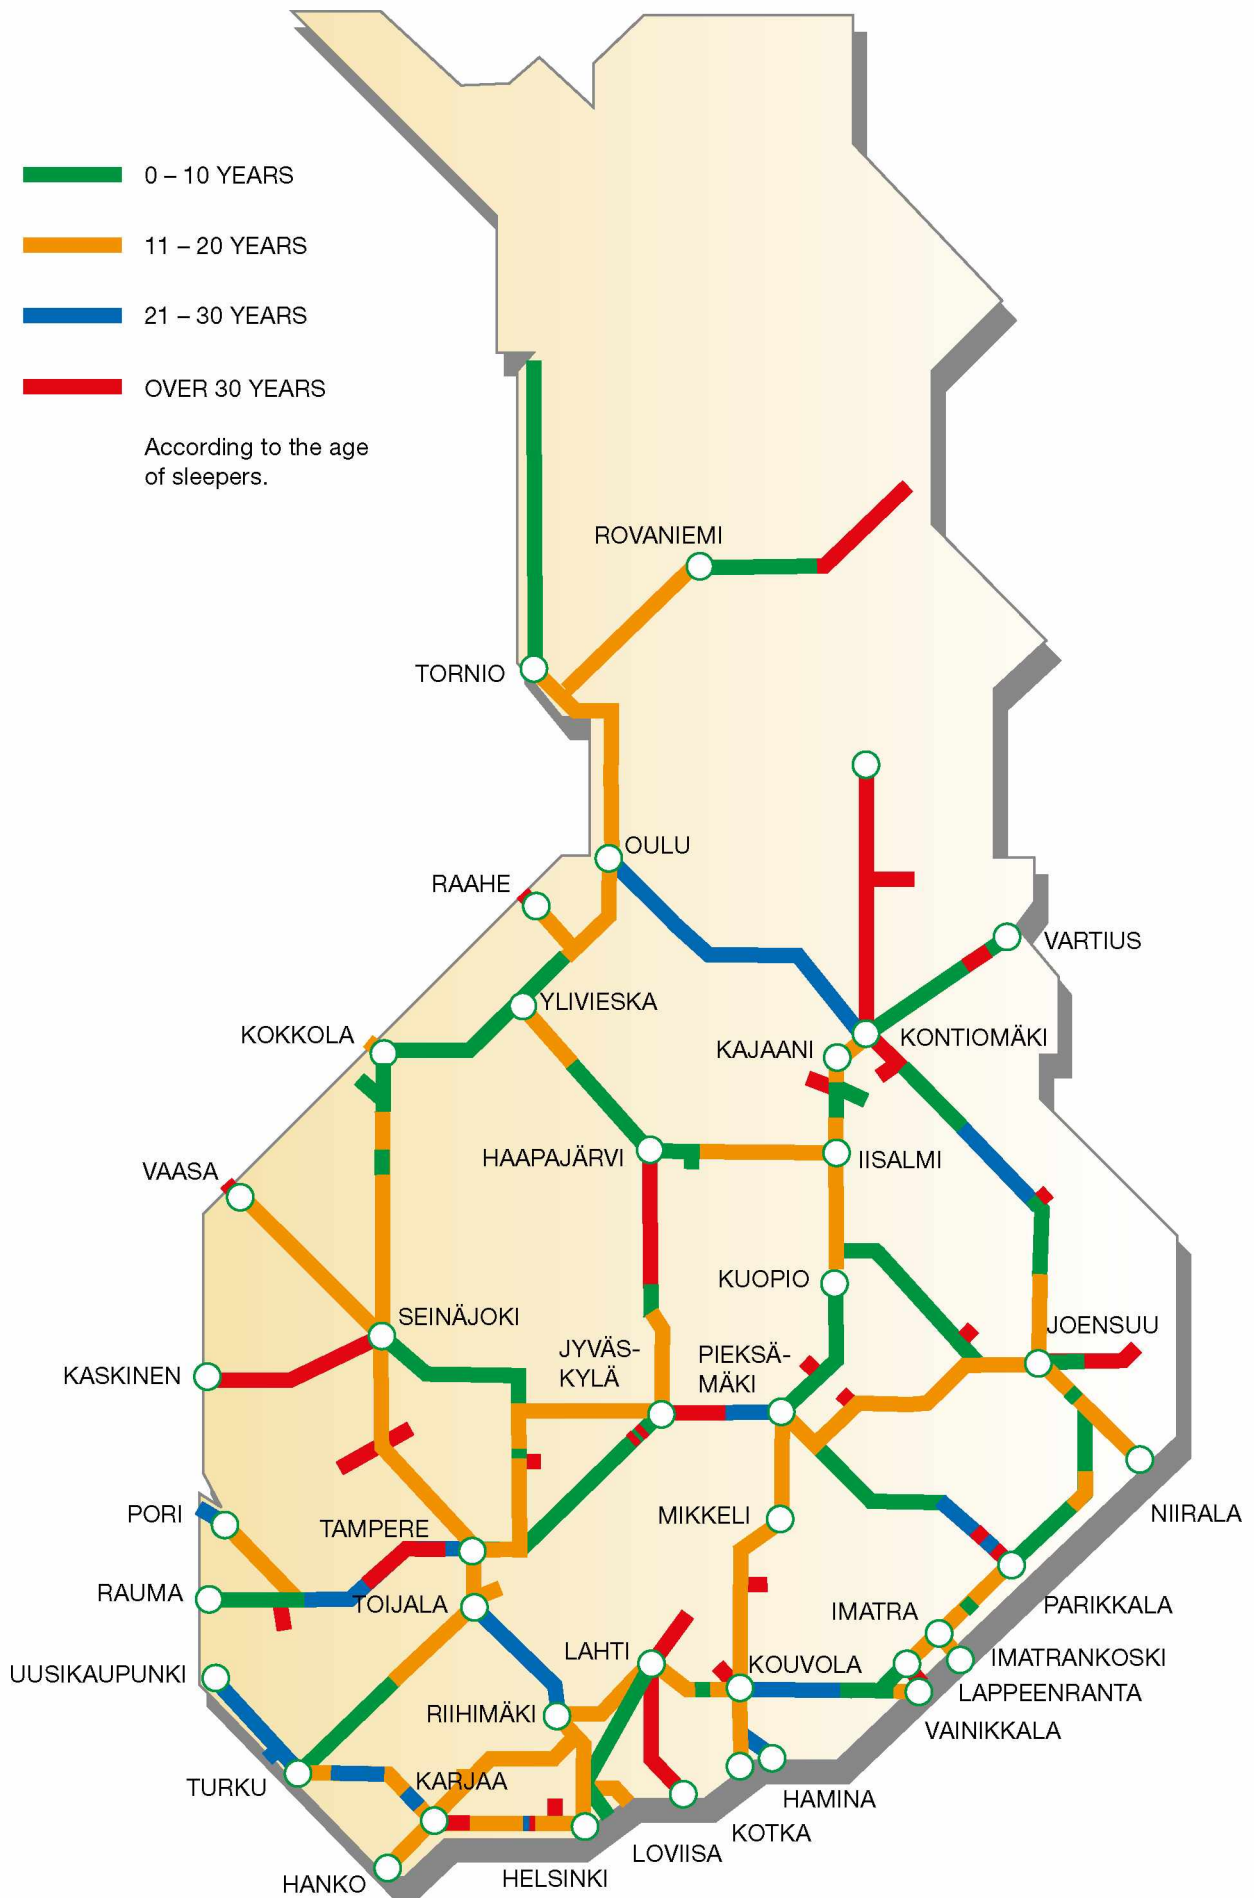 0 – 10 YEARS
11 – 20 YEARS
21 – 30 YEARS
OVER 30 YEARS
According to the age
of sleepers.
ROVANIEMI
TORNIO
OULU
RAAHE
VARTIUS
YLIVIESKA
KOKKOLA
KAJAANI
KONTIOMÄKI
HAAPAJÄRVI
IISALMI
VAASA
KUOPIO
SEINÄJOKI
JOENSUU
JYVÄS-
KYLÄ
PIEKSÄ-
MÄKI
KASKINEN
PORI
TAMPERE
MIKKELI
NIIRALA
RAUMA
TOIJALA
IMATRA
PARIKKALA
LAHTI
KOUVOLA
IMATRANKOSKI
UUSIKAUPUNKI
LAPPEENRANTA
RIIHIMÄKI
VAINIKKALA
TURKU
KARJAA
HAMINA
KOTKA
LOVIISA
HELSINKI
HANKO